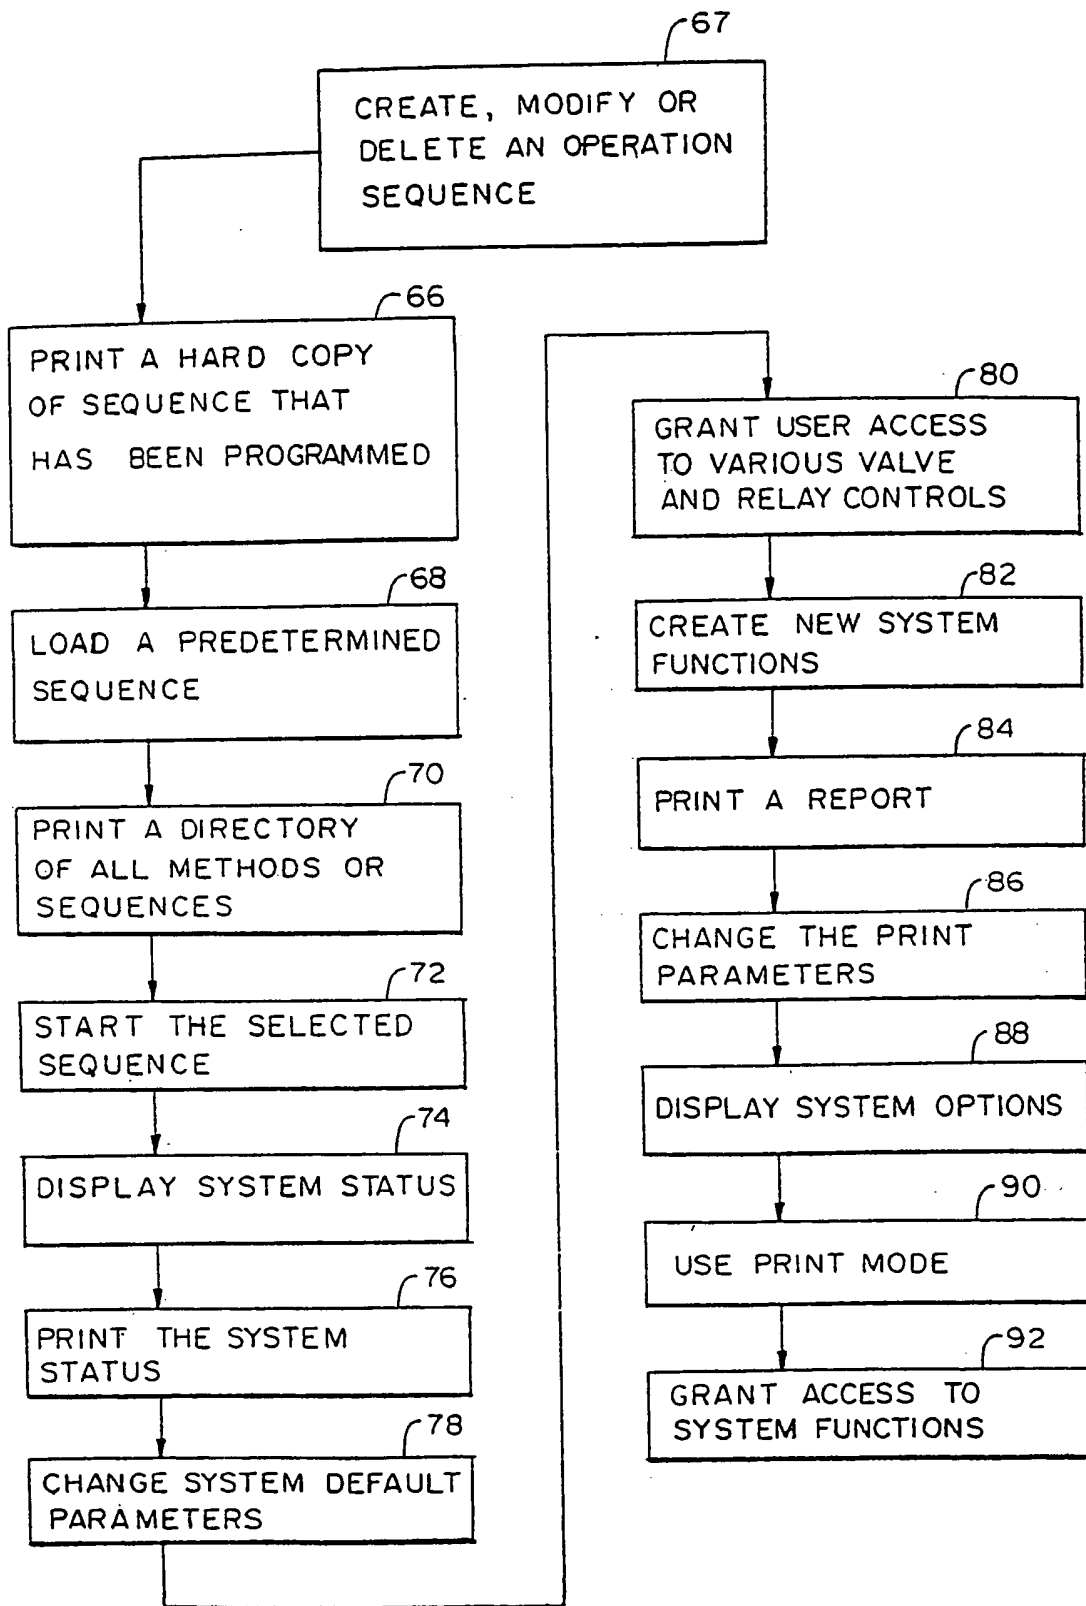 67
CREATE, MODIFY OR
DELETE AN OPERATION
SEQUENCE
66
PRINT A HARD COPY
OF SEQUENCE THAT
HAS BEEN PROGRAMMED
68
LOAD A PREDETERMINED
SEQUENCE
70
PRINT A DIRECTORY
OF ALL METHODS OR
SEQUENCES
72
START THE SELECTED
SEQUENCE
74
DISPLAY SYSTEM STATUS
76
PRINT THE SYSTEM
STATUS
78
CHANGE SYSTEM DEFAULT
PARAMETERS
80
GRANT USER ACCESS
TO VARIOUS VALVE
AND RELAY CONTROLS
82
CREATE NEW SYSTEM
FUNCTIONS
84
PRINT A REPORT
86
CHANGE THE PRINT
PARAMETERS
88
DISPLAY SYSTEM OPTIONS
90
USE PRINT MODE
92
GRANT ACCESS TO
SYSTEM FUNCTIONS